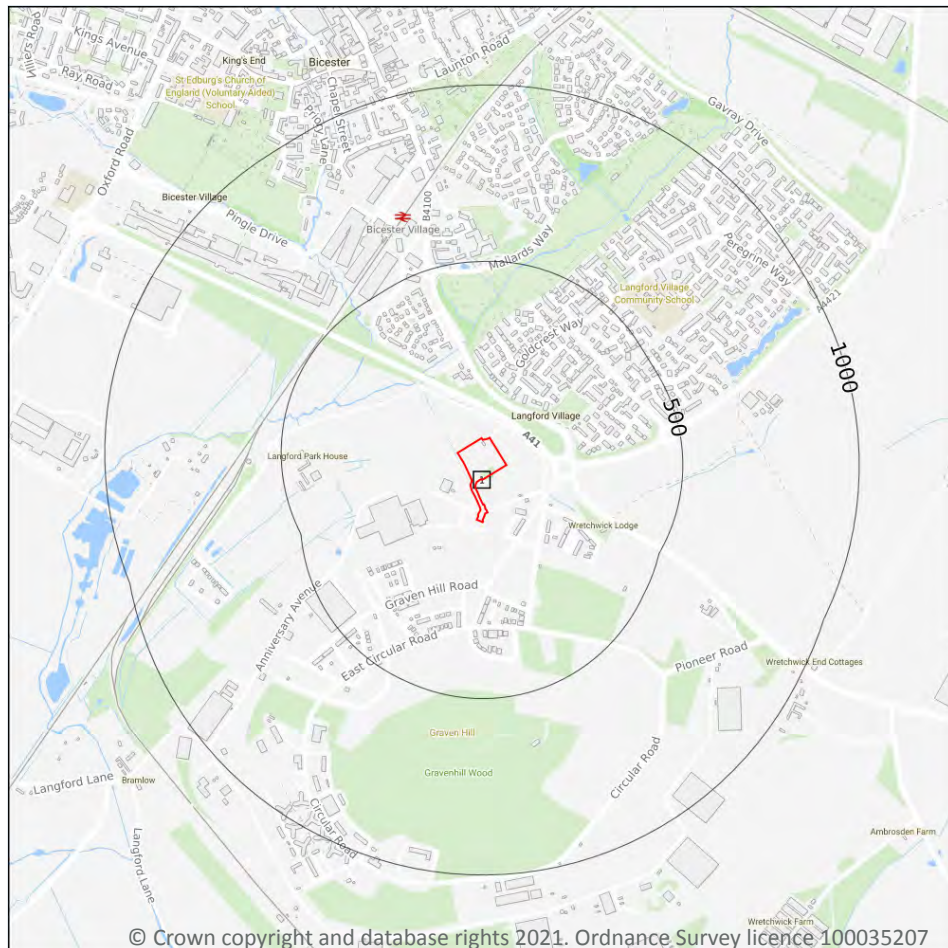 Villers Road
Kings Avenue
King's End
Bicester
Launton Road
Ray Road
St Edburg's Church of
England (Voluntary Aided)
School
Chapel Street
Priory Lane
Gavray Drive
Oxford Road
Bicester Village
B4100
Pingle Drive
Bicester Village
Mallards Way
Peregrine Way
Langford Village
Community School
A4421
Goldcrest Way
1000
500
Langford Village
A41
Langford Park House
1
Wretchwick Lodge
Anniversary Avenue
Graven Hill Road
East Circular Road
Pioneer Road
Wretchwick End Cottages
Graven Hill
Gravenhill Wood
Circular Road
Langford Lane
Bramlow
Circular Road
Langford Lane
Ambrosden Farm
Wretchwick Farm
© Crown copyright and database rights 2021. Ordnance Survey licence 100035207